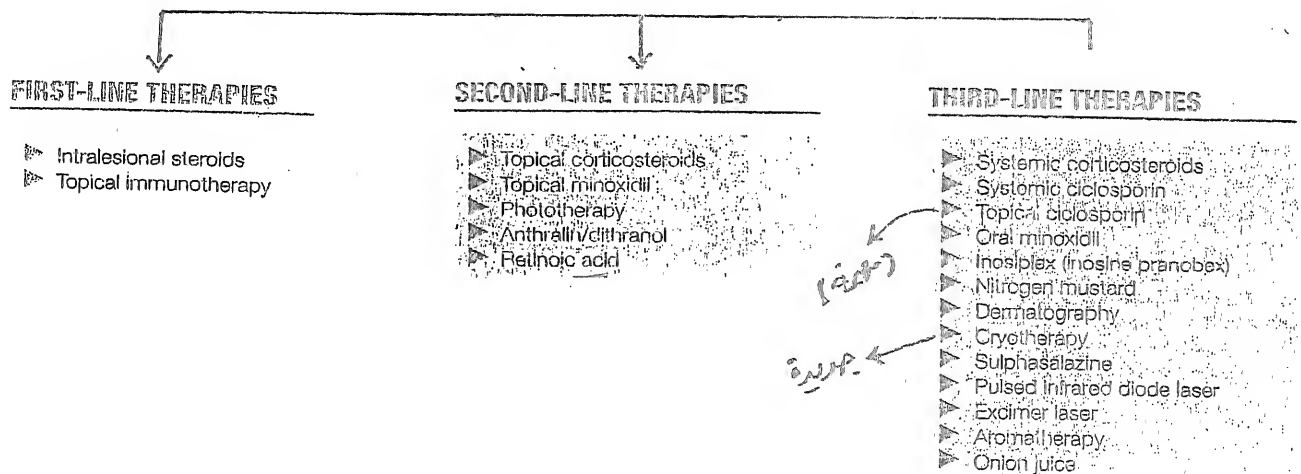 FIRST-LINE THERAPIES
Intralesional steroids
Topical immunotherapy
SECOND-LINE THERAPIES
Topical corticosteroids
Topical minoxidil
Phototherapy
Anthralin/dithranol
Retinoic acid
THIRD-LINE THERAPIES
Systemic corticosteroids
Systemic ciclosporin
Topical ciclosporin
Oral minoxidil
Inosiplex (inosine pranobex)
Nitrogen mustard
Dermatography
Cryotherapy
Sulphasalazine
Pulsed infrared diode laser
Excimer laser
Aromatherapy
Onion juice
جديدة